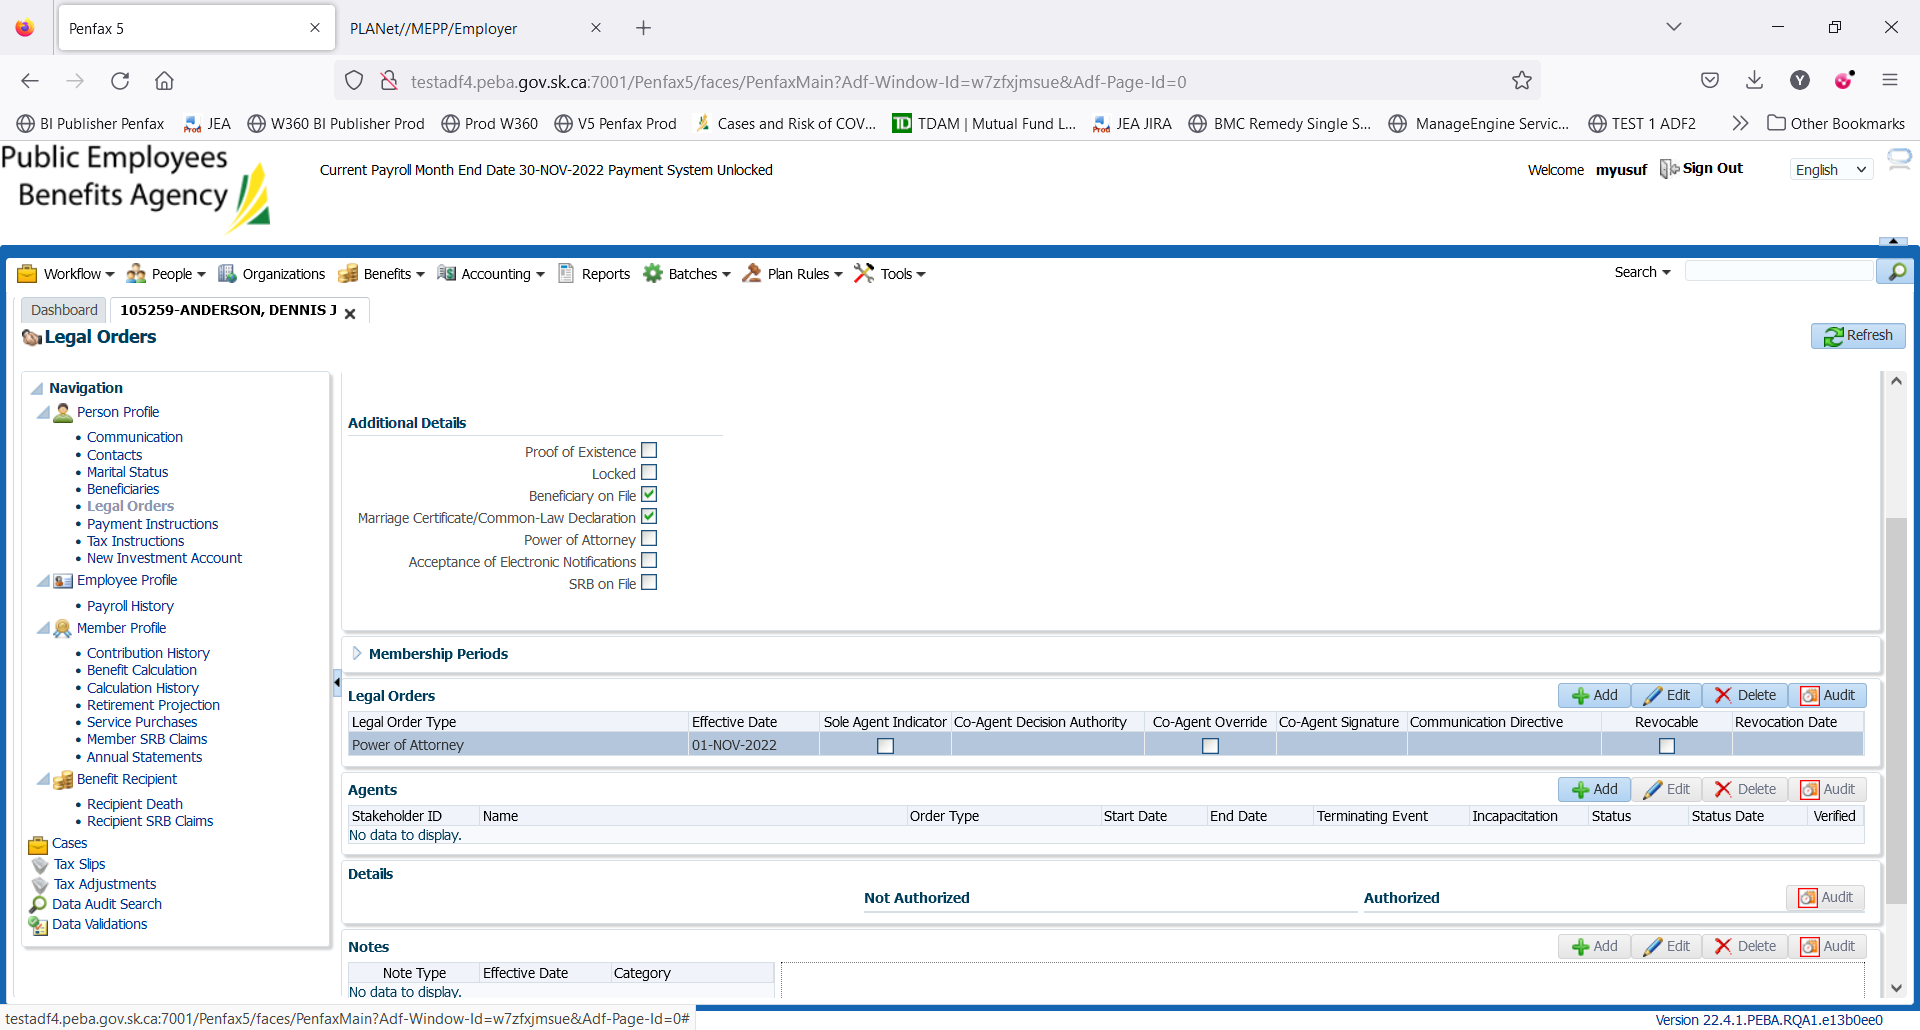 Penfax 5
PLANet//MEPP/Employer
testadf4.peba.gov.sk.ca:7001/Penfax5/faces/PenfaxMain?Adf-Window-Id=w7zfxjmsue&Adf-Page-Id=0
Y
BI Publisher Penfax
JEA
W360 BI Publisher Prod
Prod W360
V5 Penfax Prod
Cases and Risk of COV...
TD TDAM | Mutual Fund L...
JEA JIRA
BMC Remedy Single S...
ManageEngine Servic...
TEST 1 ADF2
Other Bookmarks
Public Employees
Benefits Agency
Current Payroll Month End Date 30-NOV-2022 Payment System Unlocked
Welcome myusuf Sign Out English
Workflow People Organizations Benefits Accounting Reports Batches Plan Rules Tools Search
Dashboard 105259-ANDERSON, DENNIS J
Legal Orders
Refresh
Navigation
Person Profile
Communication
Contacts
Marital Status
Beneficiaries
Legal Orders
Payment Instructions
Tax Instructions
New Investment Account
Employee Profile
Payroll History
Member Profile
Contribution History
Benefit Calculation
Calculation History
Retirement Projection
Service Purchases
Member SRB Claims
Annual Statements
Benefit Recipient
Recipient Death
Recipient SRB Claims
Cases
Tax Slips
Tax Adjustments
Data Audit Search
Data Validations
Additional Details
Proof of Existence
Locked
Beneficiary on File
Marriage Certificate/Common-Law Declaration
Power of Attorney
Acceptance of Electronic Notifications
SRB on File
Membership Periods
Legal Orders Add Edit Delete Audit
Legal Order Type Effective Date Sole Agent Indicator Co-Agent Decision Authority Co-Agent Override Co-Agent Signature Communication Directive Revocable Revocation Date
Power of Attorney 01-NOV-2022
Agents Add Edit Delete Audit
Stakeholder ID Name Order Type Start Date End Date Terminating Event Incapacitation Status Status Date Verified
No data to display.
Details
Not Authorized Authorized Audit
Notes Add Edit Delete Audit
Note Type Effective Date Category
No data to display.
testadf4.peba.gov.sk.ca:7001/Penfax5/faces/PenfaxMain?Adf-Window-Id=w7zfxjmsue&Adf-Page-Id=0#
Version 22.4.1.PEBA.RQA1.e13b0ee0